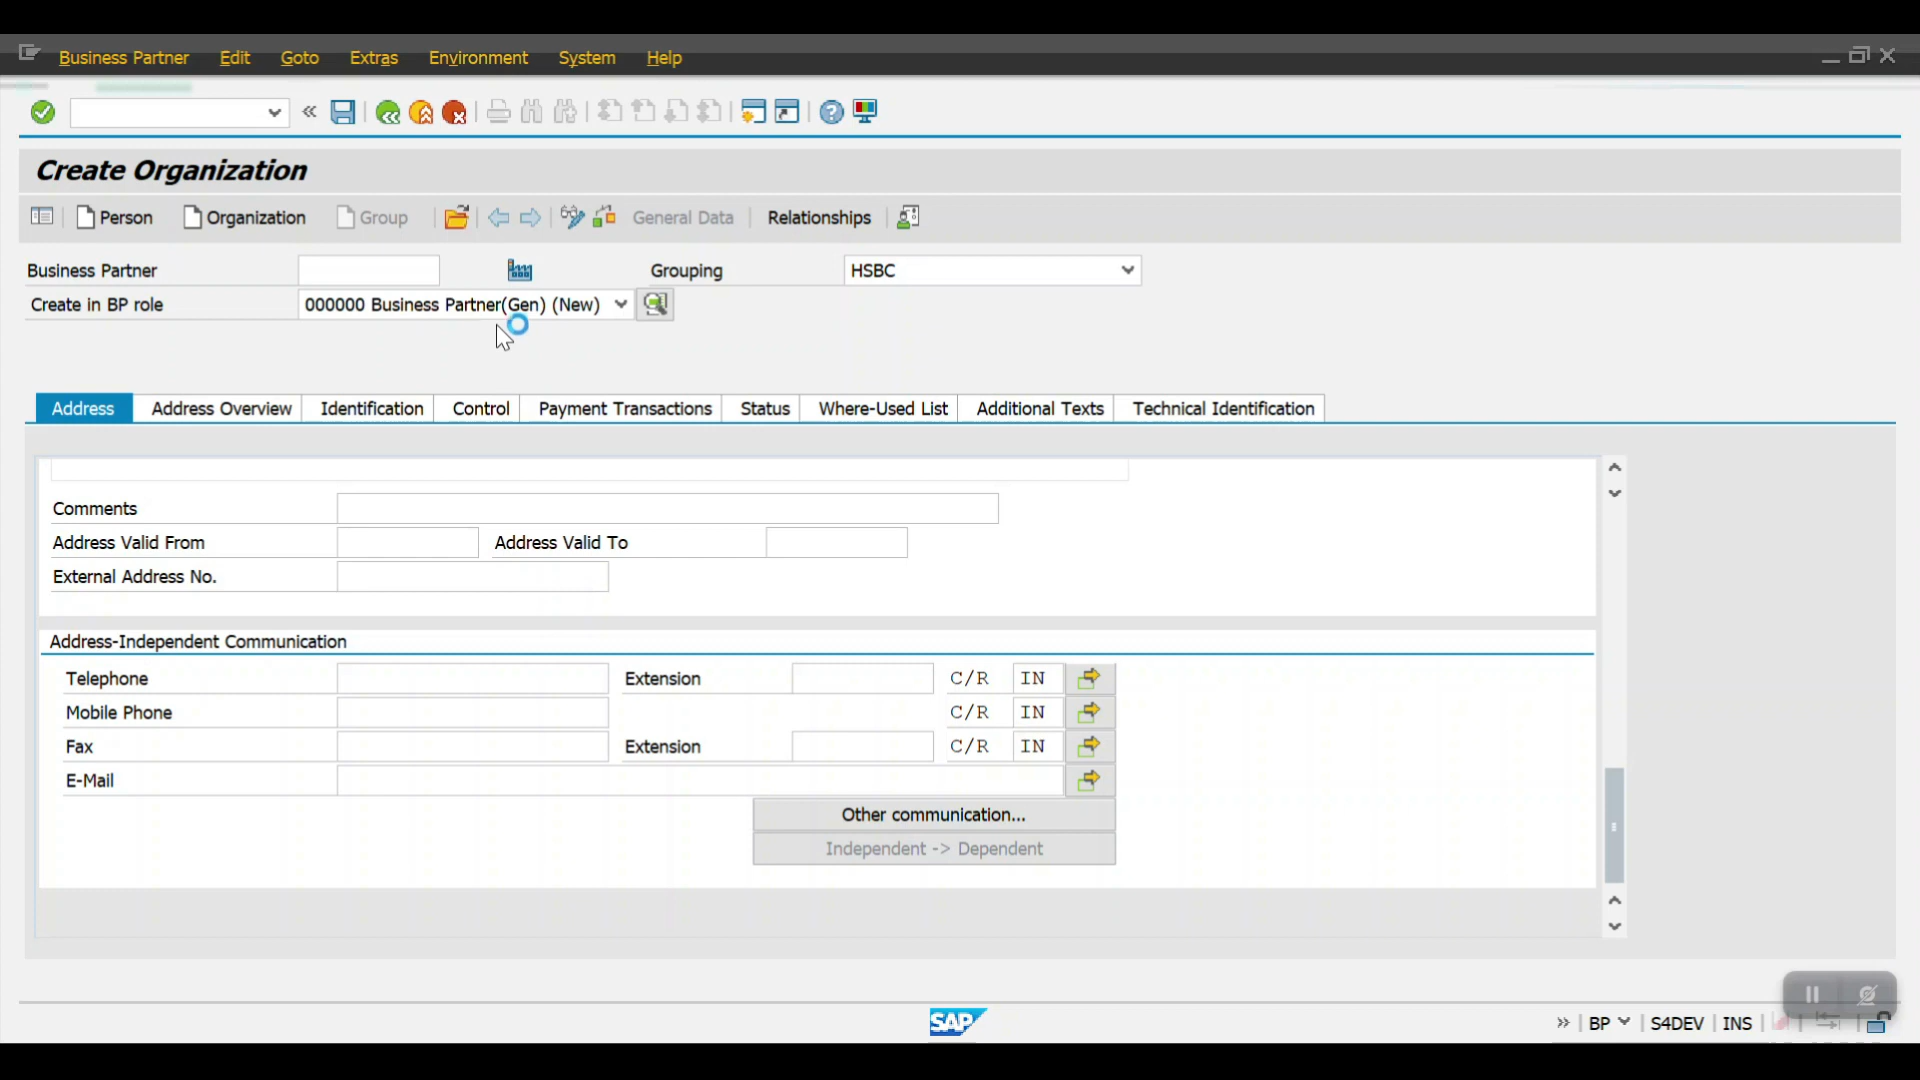 Business Partner Edit Goto Extras Environment System Help
Create Organization
Person Organization Group General Data Relationships
Business Partner Grouping HSBC
Create in BP role 000000 Business Partner(Gen) (New)
Address Address Overview Identification Control Payment Transactions Status Where-Used List Additional Texts Technical Identification
Comments
Address Valid From Address Valid To
External Address No.
Address-Independent Communication
Telephone Extension C/R IN
Mobile Phone C/R IN
Fax Extension C/R IN
E-Mail
Other communication...
Independent -> Dependent
SAP BP S4DEV INS